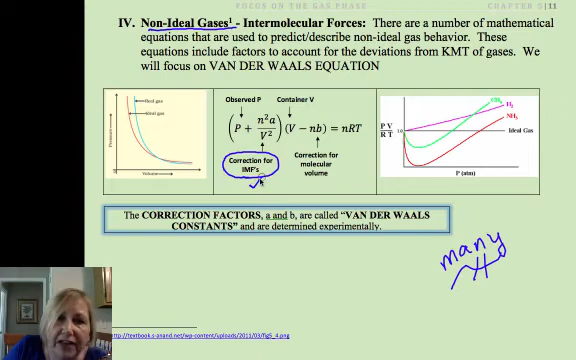 FOCUS ON THE GAS PHASE
CHAPTER 5 | 11
IV. Non-Ideal Gases¹ - Intermolecular Forces: There are a number of mathematical
equations that are used to predict/describe non-ideal gas behavior. These
equations include factors to account for the deviations from KMT of gases. We
will focus on VAN DER WAALS EQUATION
Real gas
Ideal gas
Pressure
Volume
Observed P
Container V
(P + n²a/V²) (V − nb) = nRT
Correction for
IMF's
Correction for
molecular
volume
PV
RT
1.0
CH₄
H₂
NH₃
Ideal Gas
P (atm)
The CORRECTION FACTORS, a and b, are called "VAN DER WAALS
CONSTANTS" and are determined experimentally.
many
http://textbook.s-anand.net/wp-content/uploads/2011/03/fig5_4.png